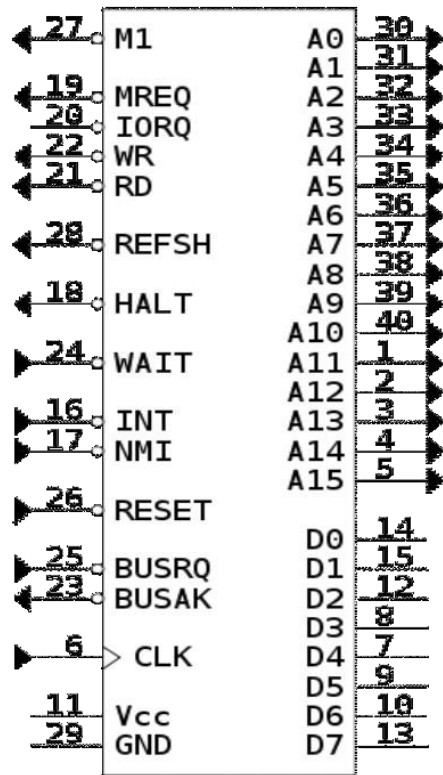 27 M1 A0 30
A1 31
19 MREQ A2 32
20 IORQ A3 33
22 WR A4 34
21 RD A5 35
A6 36
28 REFSH A7 37
A8 38
18 HALT A9 39
A10 40
24 WAIT A11 1
A12 2
16 INT A13 3
17 NMI A14 4
A15 5
26 RESET
D0 14
25 BUSRQ D1 15
23 BUSAK D2 12
D3 8
6 CLK D4 7
D5 9
11 Vcc D6 10
29 GND D7 13